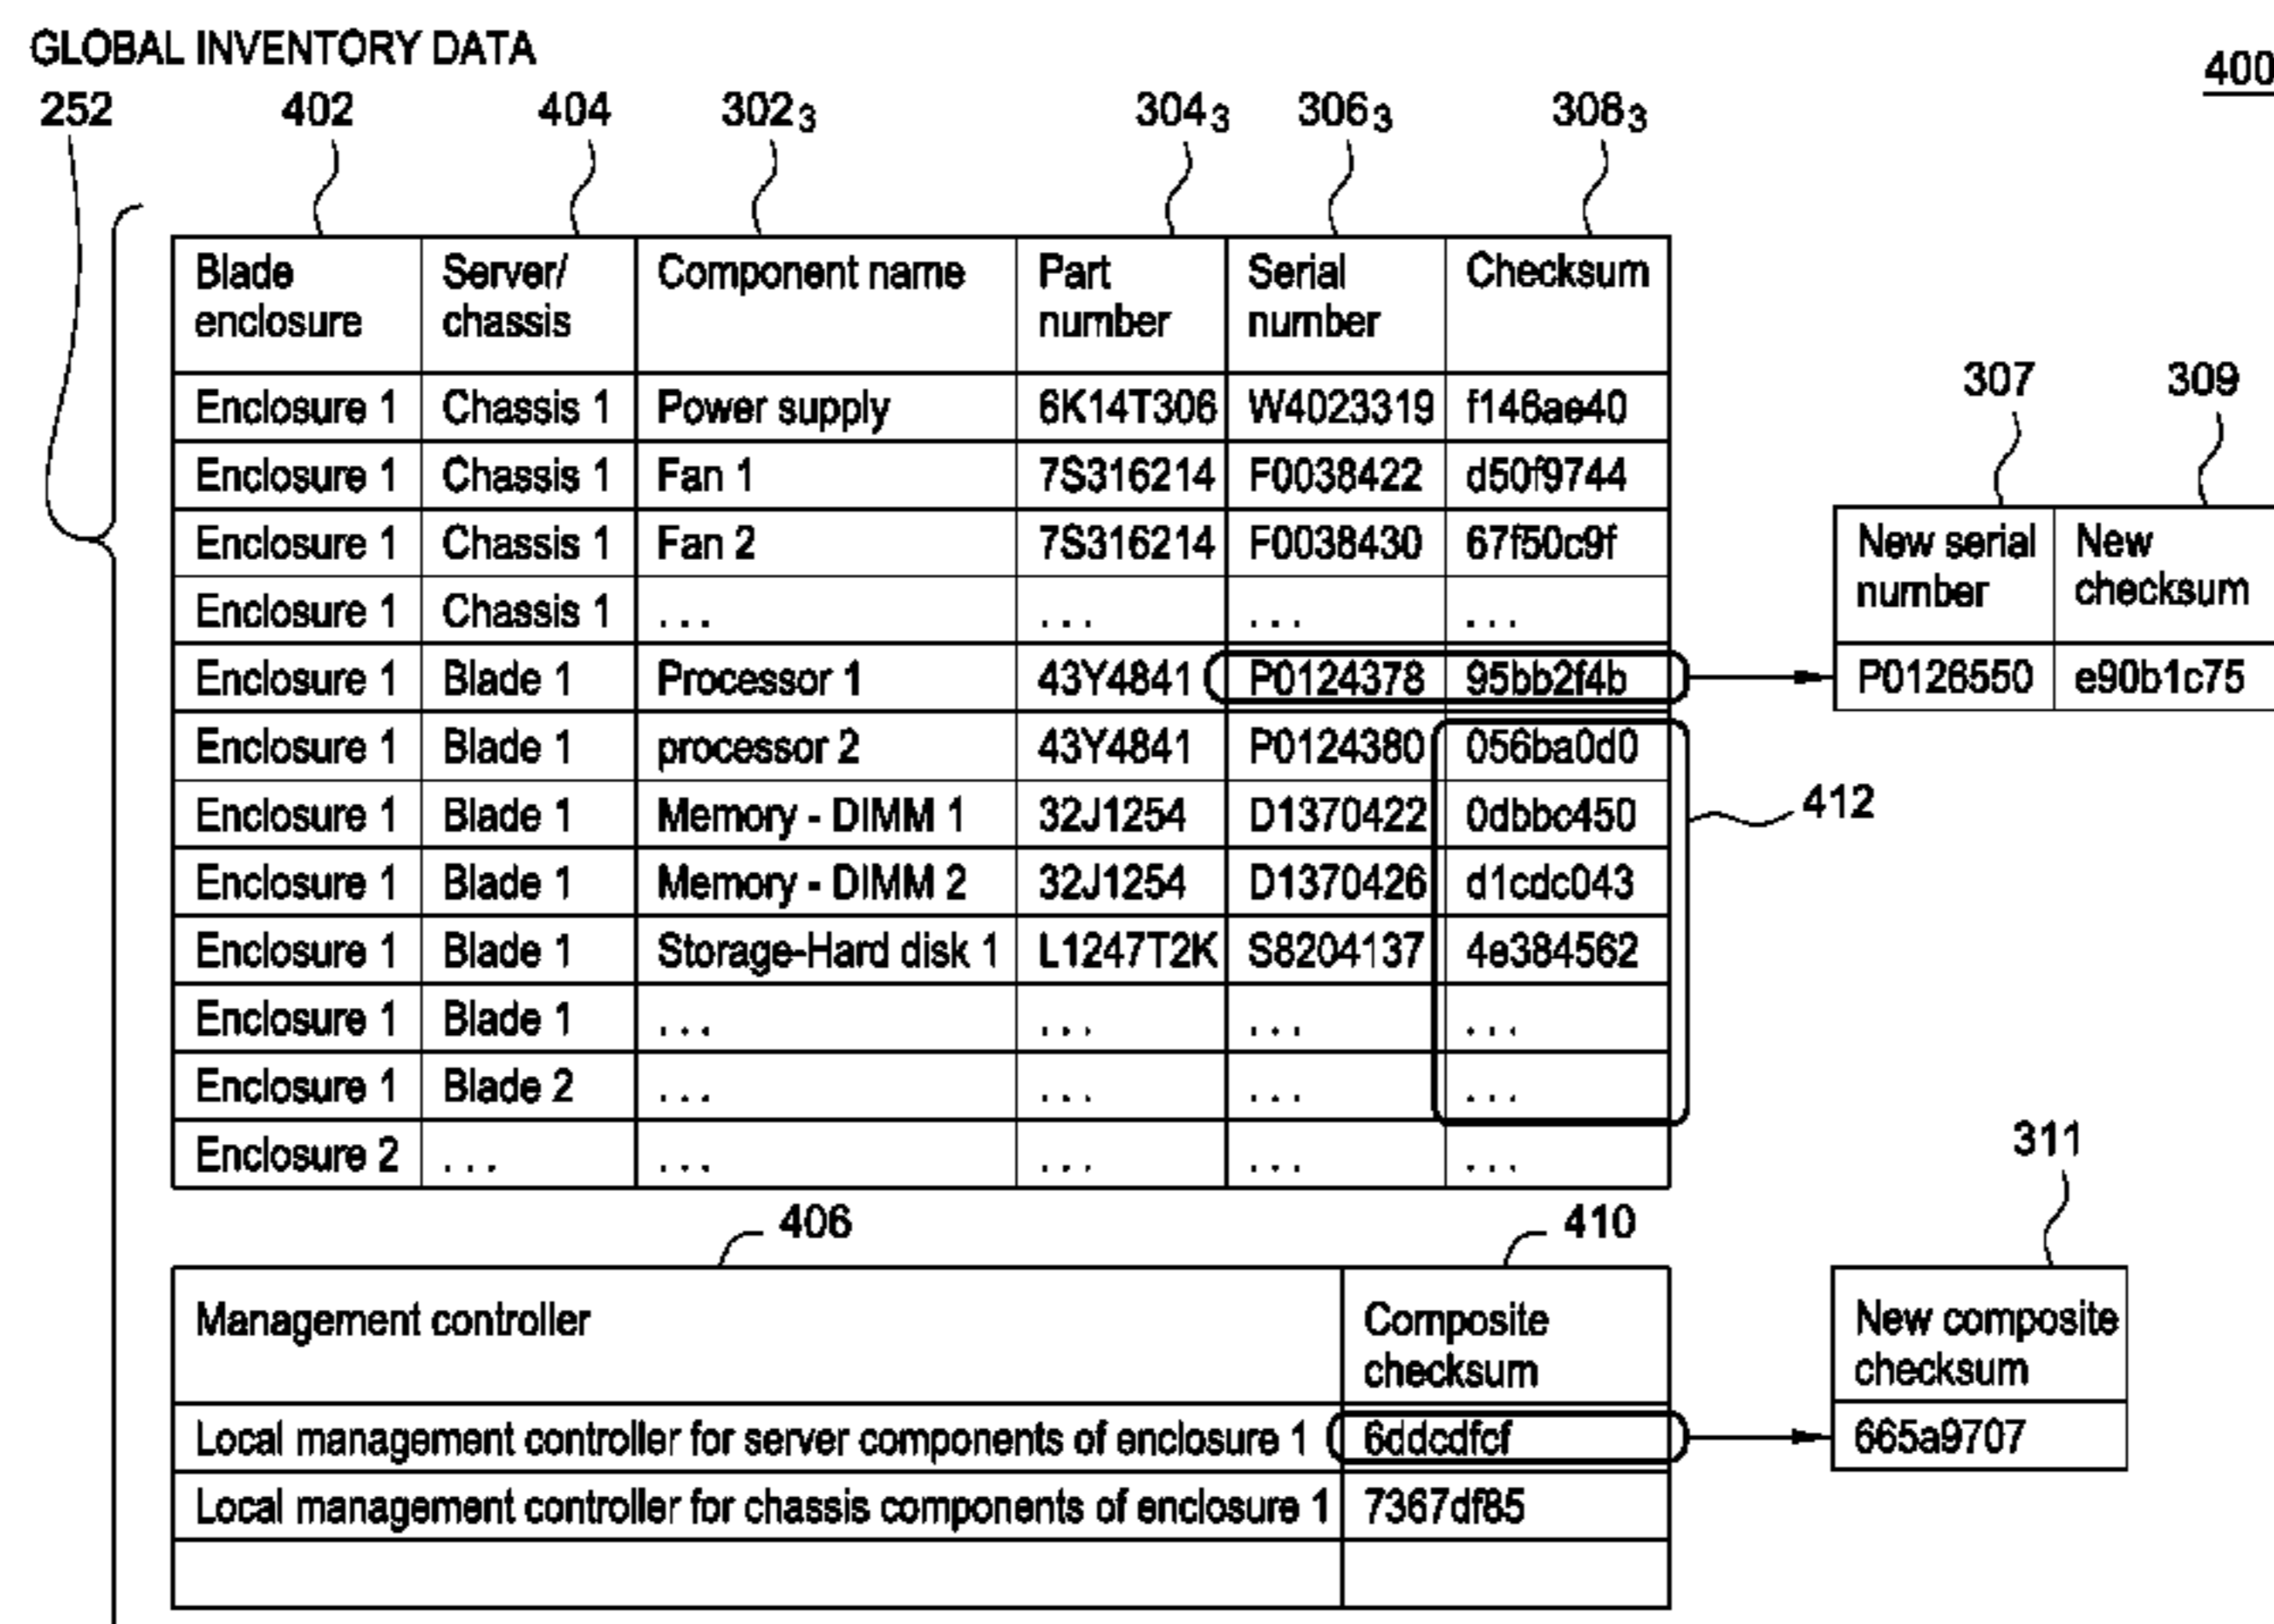 GLOBAL INVENTORY DATA
400
252 402 404 302₃ 304₃ 306₃ 308₃
Blade enclosure Server/ chassis Component name Part number Serial number Checksum
Enclosure 1 Chassis 1 Power supply 6K14T306 W4023319 f146ae40
307 309
Enclosure 1 Chassis 1 Fan 1 7S316214 F0038422 d50f9744
Enclosure 1 Chassis 1 Fan 2 7S316214 F0038430 67f50c9f
New serial number New checksum
Enclosure 1 Chassis 1 ... ... ... ...
Enclosure 1 Blade 1 Processor 1 43Y4841 P0124378 95bb2f4b P0126550 e90b1c75
Enclosure 1 Blade 1 processor 2 43Y4841 P0124380 056ba0d0
Enclosure 1 Blade 1 Memory - DIMM 1 32J1254 D1370422 0dbbc450
412
Enclosure 1 Blade 1 Memory - DIMM 2 32J1254 D1370426 d1cdc043
Enclosure 1 Blade 1 Storage-Hard disk 1 L1247T2K S8204137 4e384562
Enclosure 1 Blade 1 ... ... ... ...
Enclosure 1 Blade 2 ... ... ... ...
Enclosure 2 ... ... ... ... ...
311
406 410
Management controller Composite checksum New composite checksum
Local management controller for server components of enclosure 1 6ddcdfcf 665a9707
Local management controller for chassis components of enclosure 1 7367df85